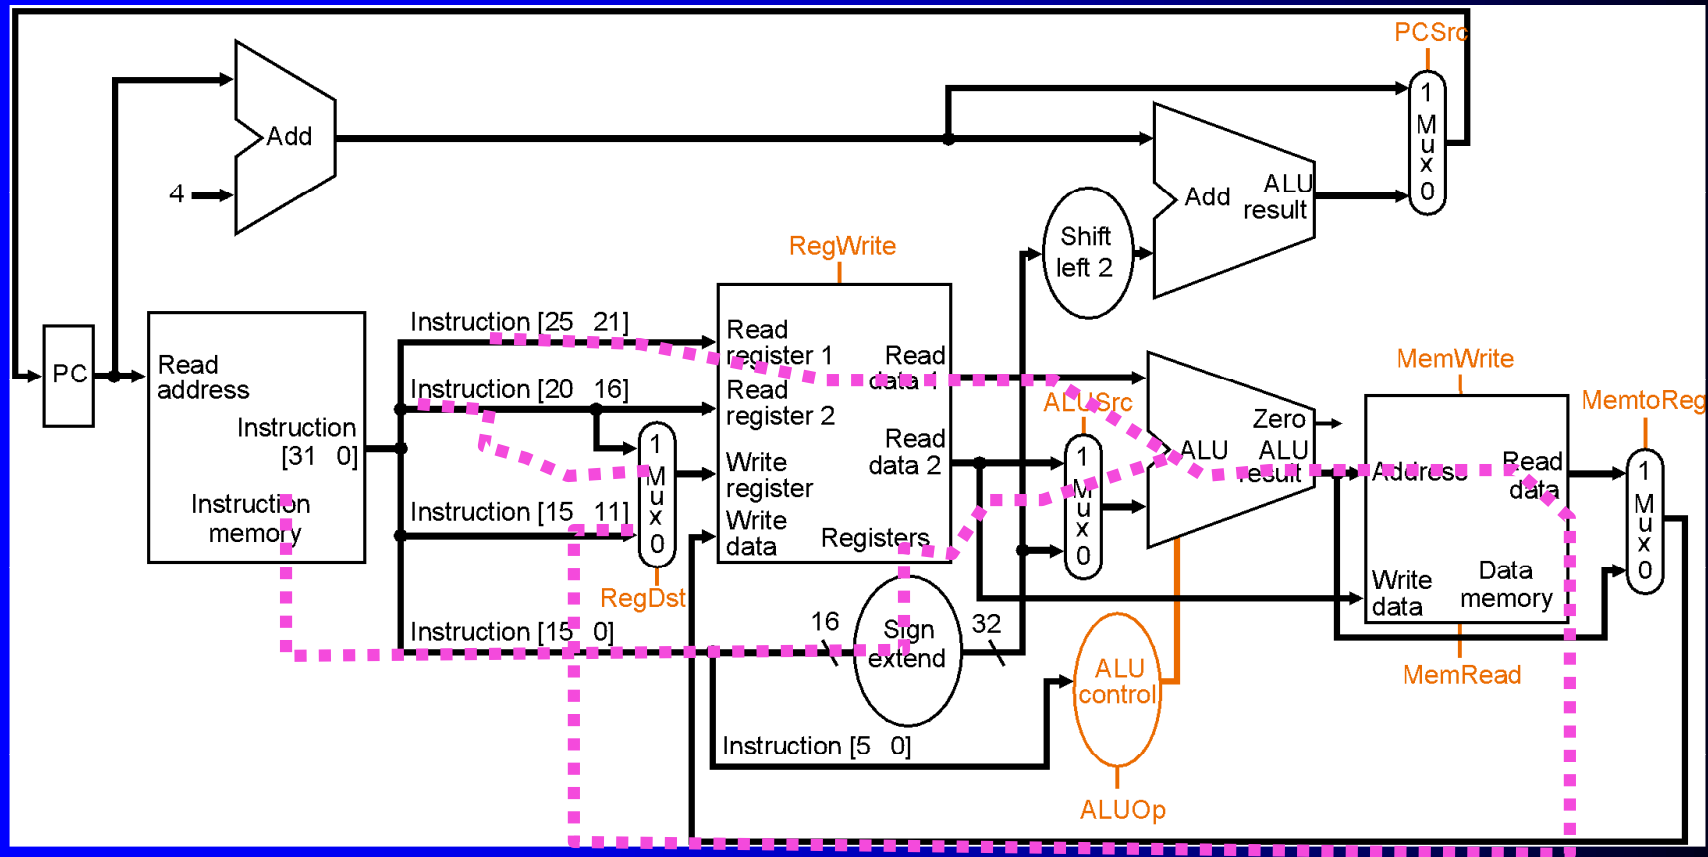 PCSrc
1
M
u
x
0
Add
4
ALU
result
Add
Shift
left 2
RegWrite
PC
Read
address
Instruction
[31 0]
Instruction
memory
Instruction [25 21]
Instruction [20 16]
Instruction [15 11]
Instruction [15 0]
1
M
u
x
0
RegDst
Read
register 1
Read
register 2
Write
register
Write
data
Read
data 1
Read
data 2
Registers
16
Sign
extend
32
Instruction [5 0]
ALUSrc
1
M
u
x
0
Zero
ALU
ALU
result
ALU
control
ALUOp
MemWrite
Address
Read
data
Write
data
Data
memory
MemRead
MemtoReg
1
M
u
x
0